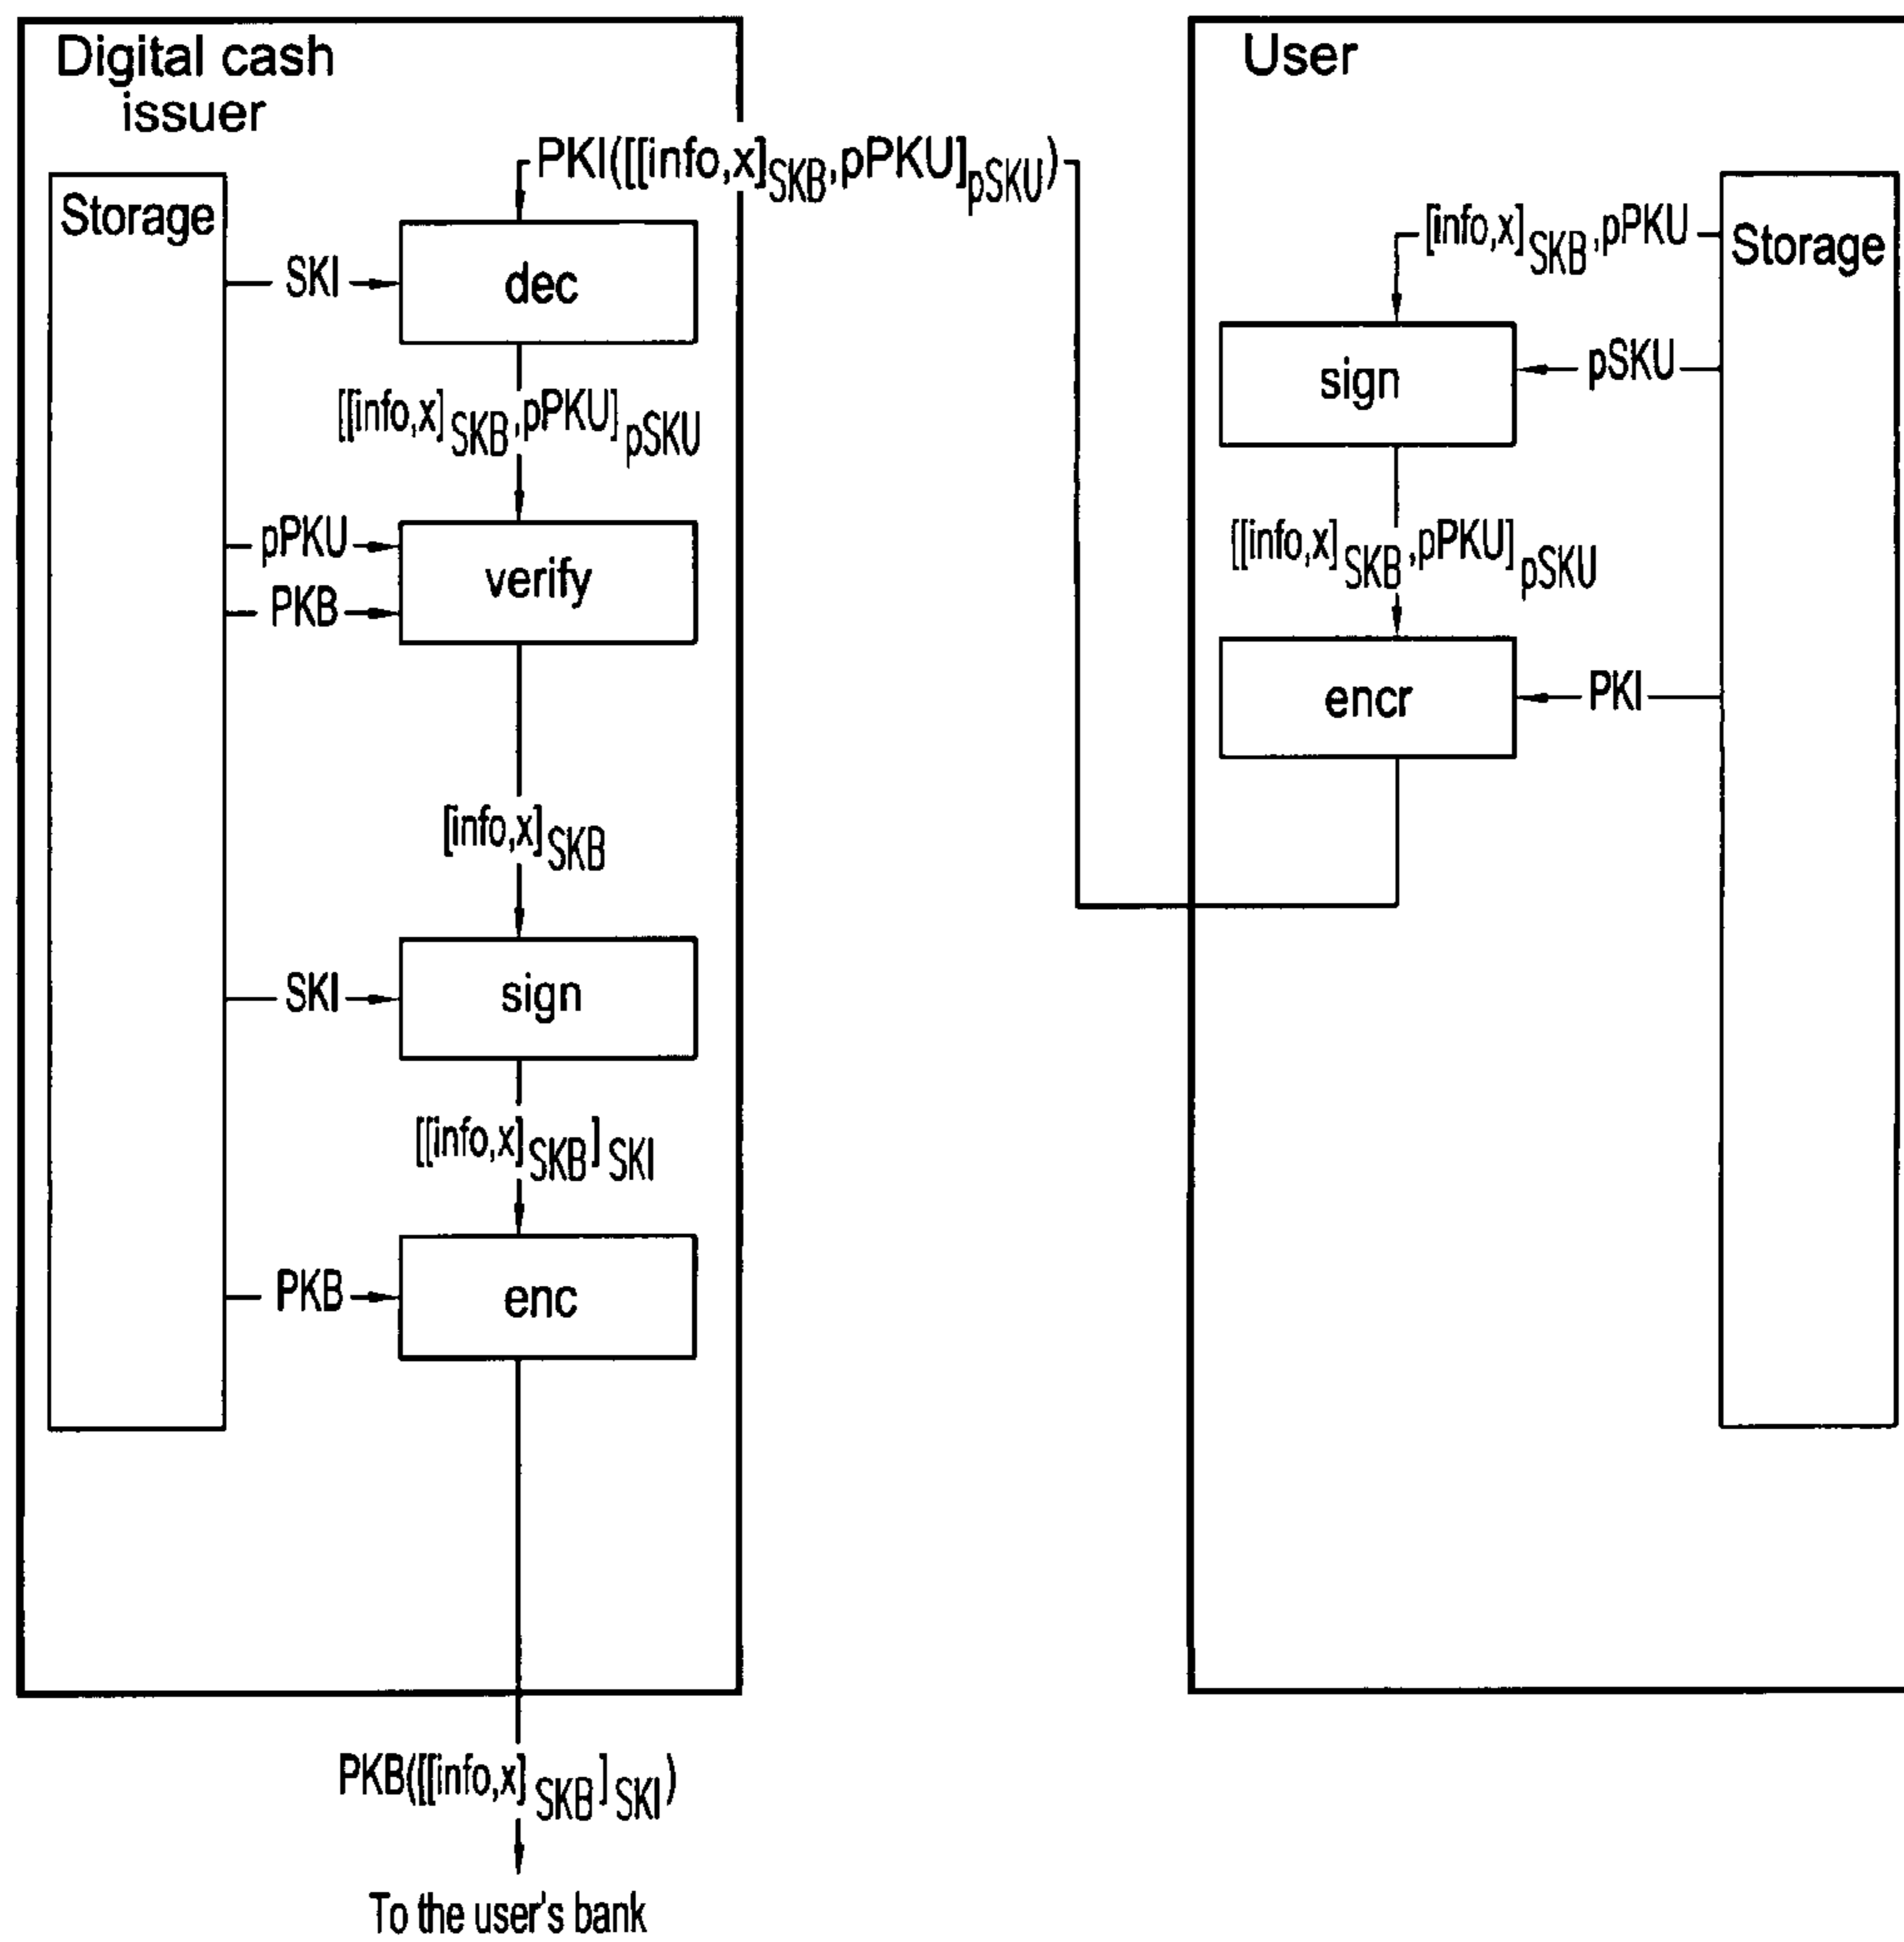 Digital cash
issuer
Storage
PKI([[info,x]SKB,pPKU]pSKU)
SKI
dec
[[info,x]SKB,pPKU]pSKU
pPKU
PKB
verify
[info,x]SKB
SKI
sign
[[info,x]SKB]SKI
PKB
enc
PKB([[info,x]SKB]SKI)
To the user's bank
User
Storage
[info,x]SKB,pPKU
pSKU
sign
[[info,x]SKB,pPKU]pSKU
PKI
encr